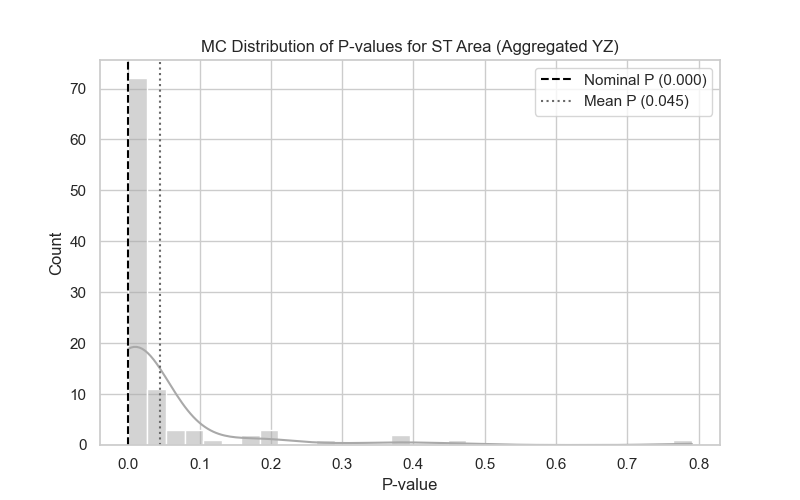 MC Distribution of P-values for ST Area (Aggregated YZ)
Nominal P (0.000)
Mean P (0.045)
Count
70
60
50
40
30
20
10
0
0.0 0.1 0.2 0.3 0.4 0.5 0.6 0.7 0.8
P-value